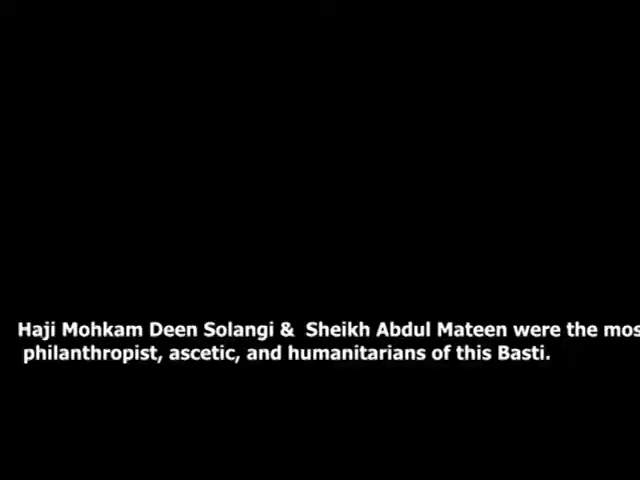 Haji Mohkam Deen Solangi & Sheikh Abdul Mateen were the mos
philanthropist, ascetic, and humanitarians of this Basti.